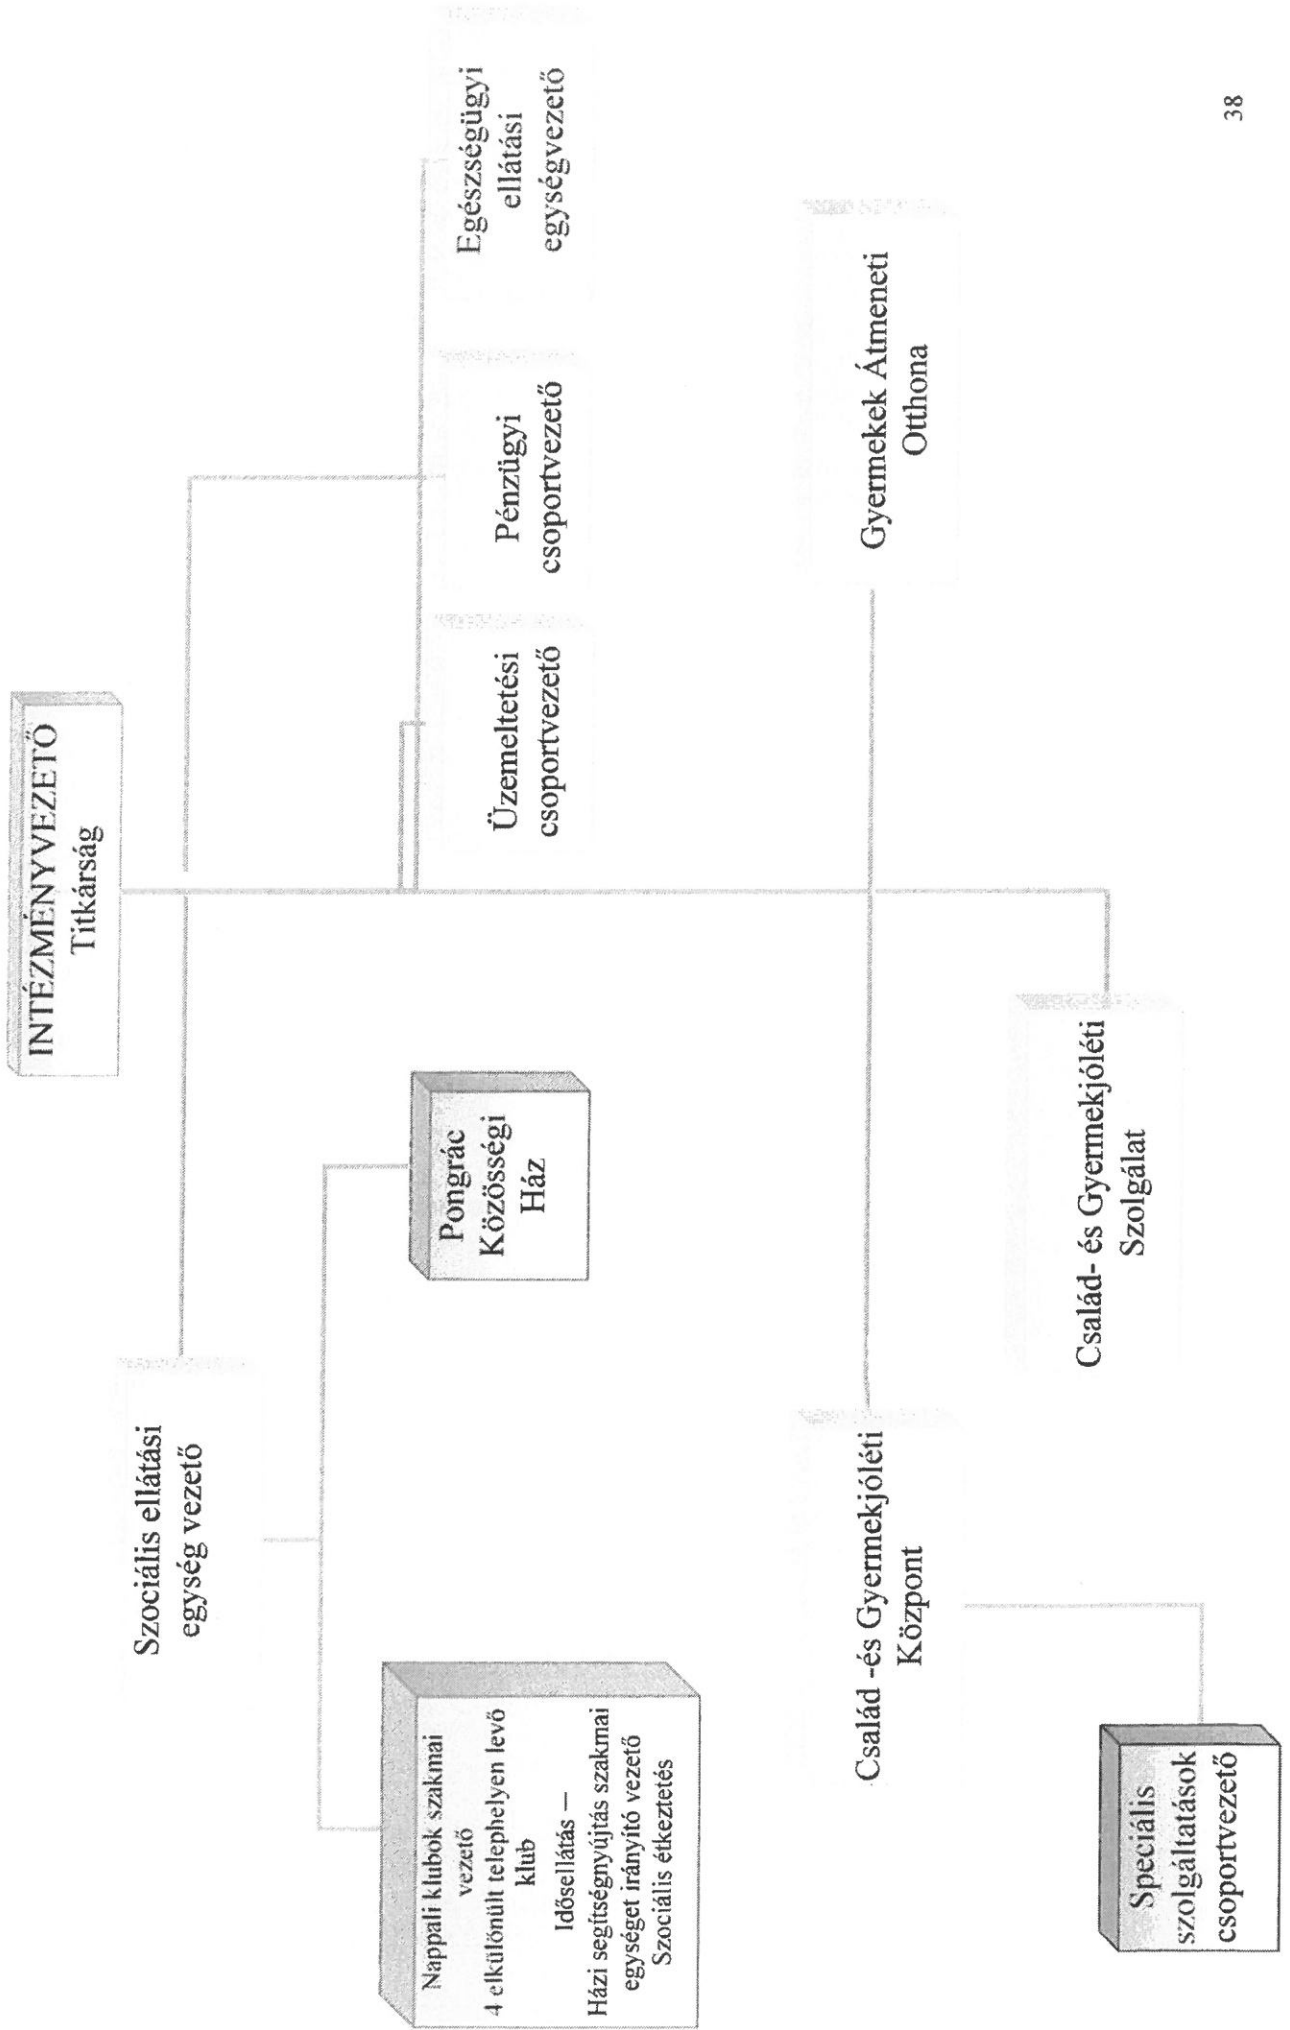 INTÉZMÉNYVEZETŐ
Titkárság
Szociális ellátási
egység vezető
Nappali klubok szakmai
vezető
4 elkülönült telephelyen levő
klub
Idősellátás —
Házi segítségnyújtás szakmai
egységet irányító vezető
Szociális étkeztetés
Pongrác
Közösségi
Ház
Üzemeltetési
csoportvezető
Pénzügyi
csoportvezető
Egészségügyi
ellátási
egységvezető
Család -és Gyermekjóléti
Központ
Gyermekek Átmeneti
Otthona
Család- és Gyermekjóléti
Szolgálat
Speciális
szolgáltatások
csoportvezető
38